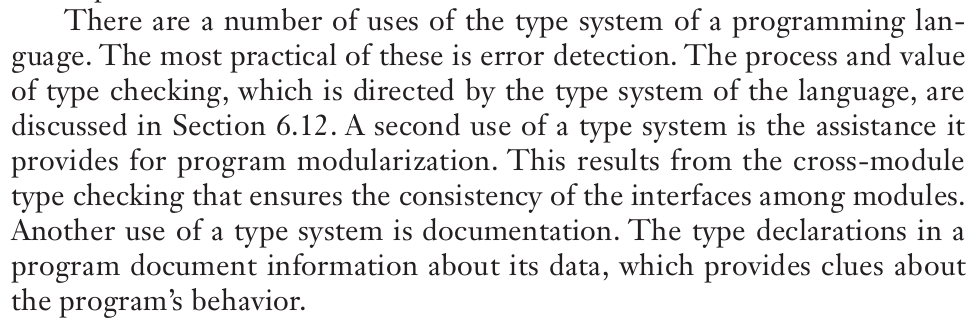 There are a number of uses of the type system of a programming lan-
guage. The most practical of these is error detection. The process and value
of type checking, which is directed by the type system of the language, are
discussed in Section 6.12. A second use of a type system is the assistance it
provides for program modularization. This results from the cross-module
type checking that ensures the consistency of the interfaces among modules.
Another use of a type system is documentation. The type declarations in a
program document information about its data, which provides clues about
the program’s behavior.